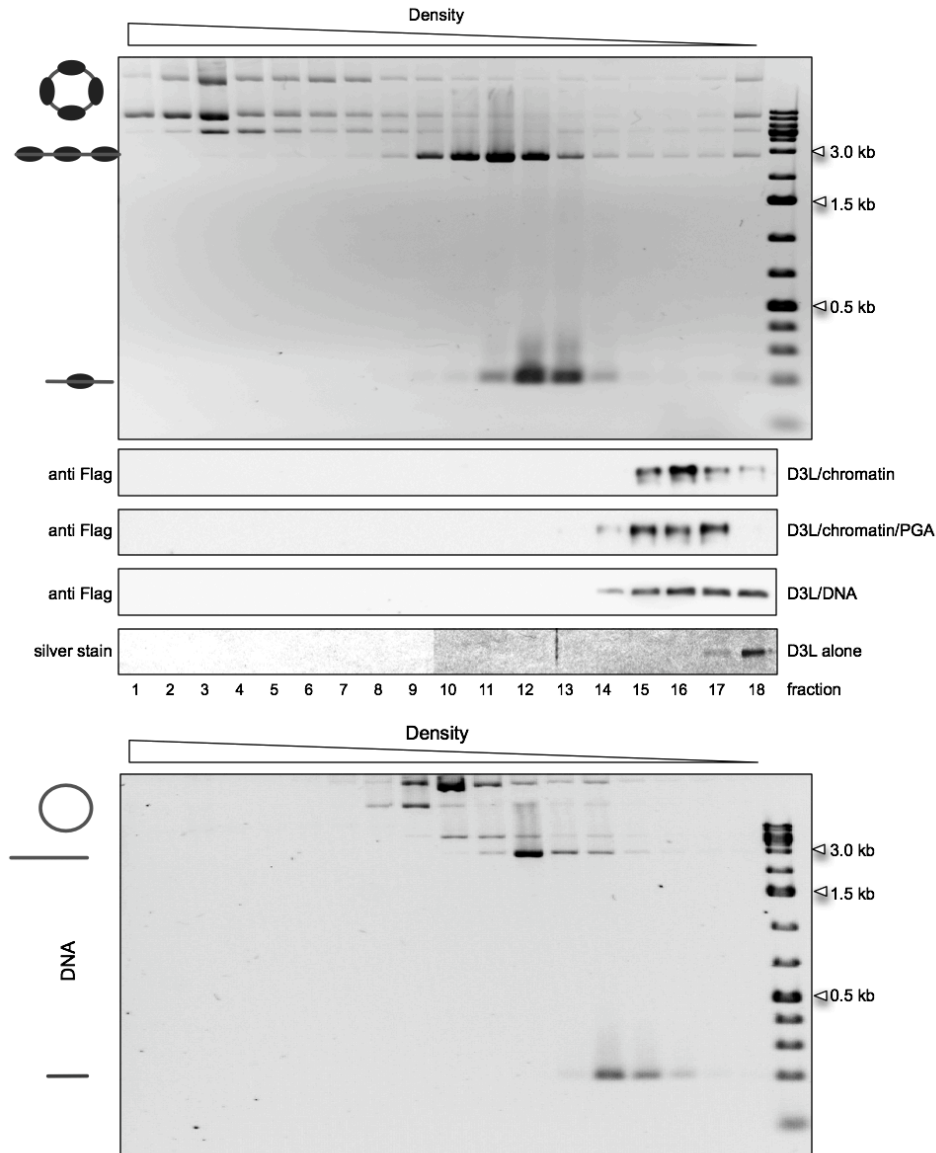 Density
3.0 kb
1.5 kb
0.5 kb
anti Flag D3L/chromatin
anti Flag D3L/chromatin/PGA
anti Flag D3L/DNA
silver stain D3L alone
1 2 3 4 5 6 7 8 9 10 11 12 13 14 15 16 17 18 fraction
Density
3.0 kb
1.5 kb
DNA
0.5 kb